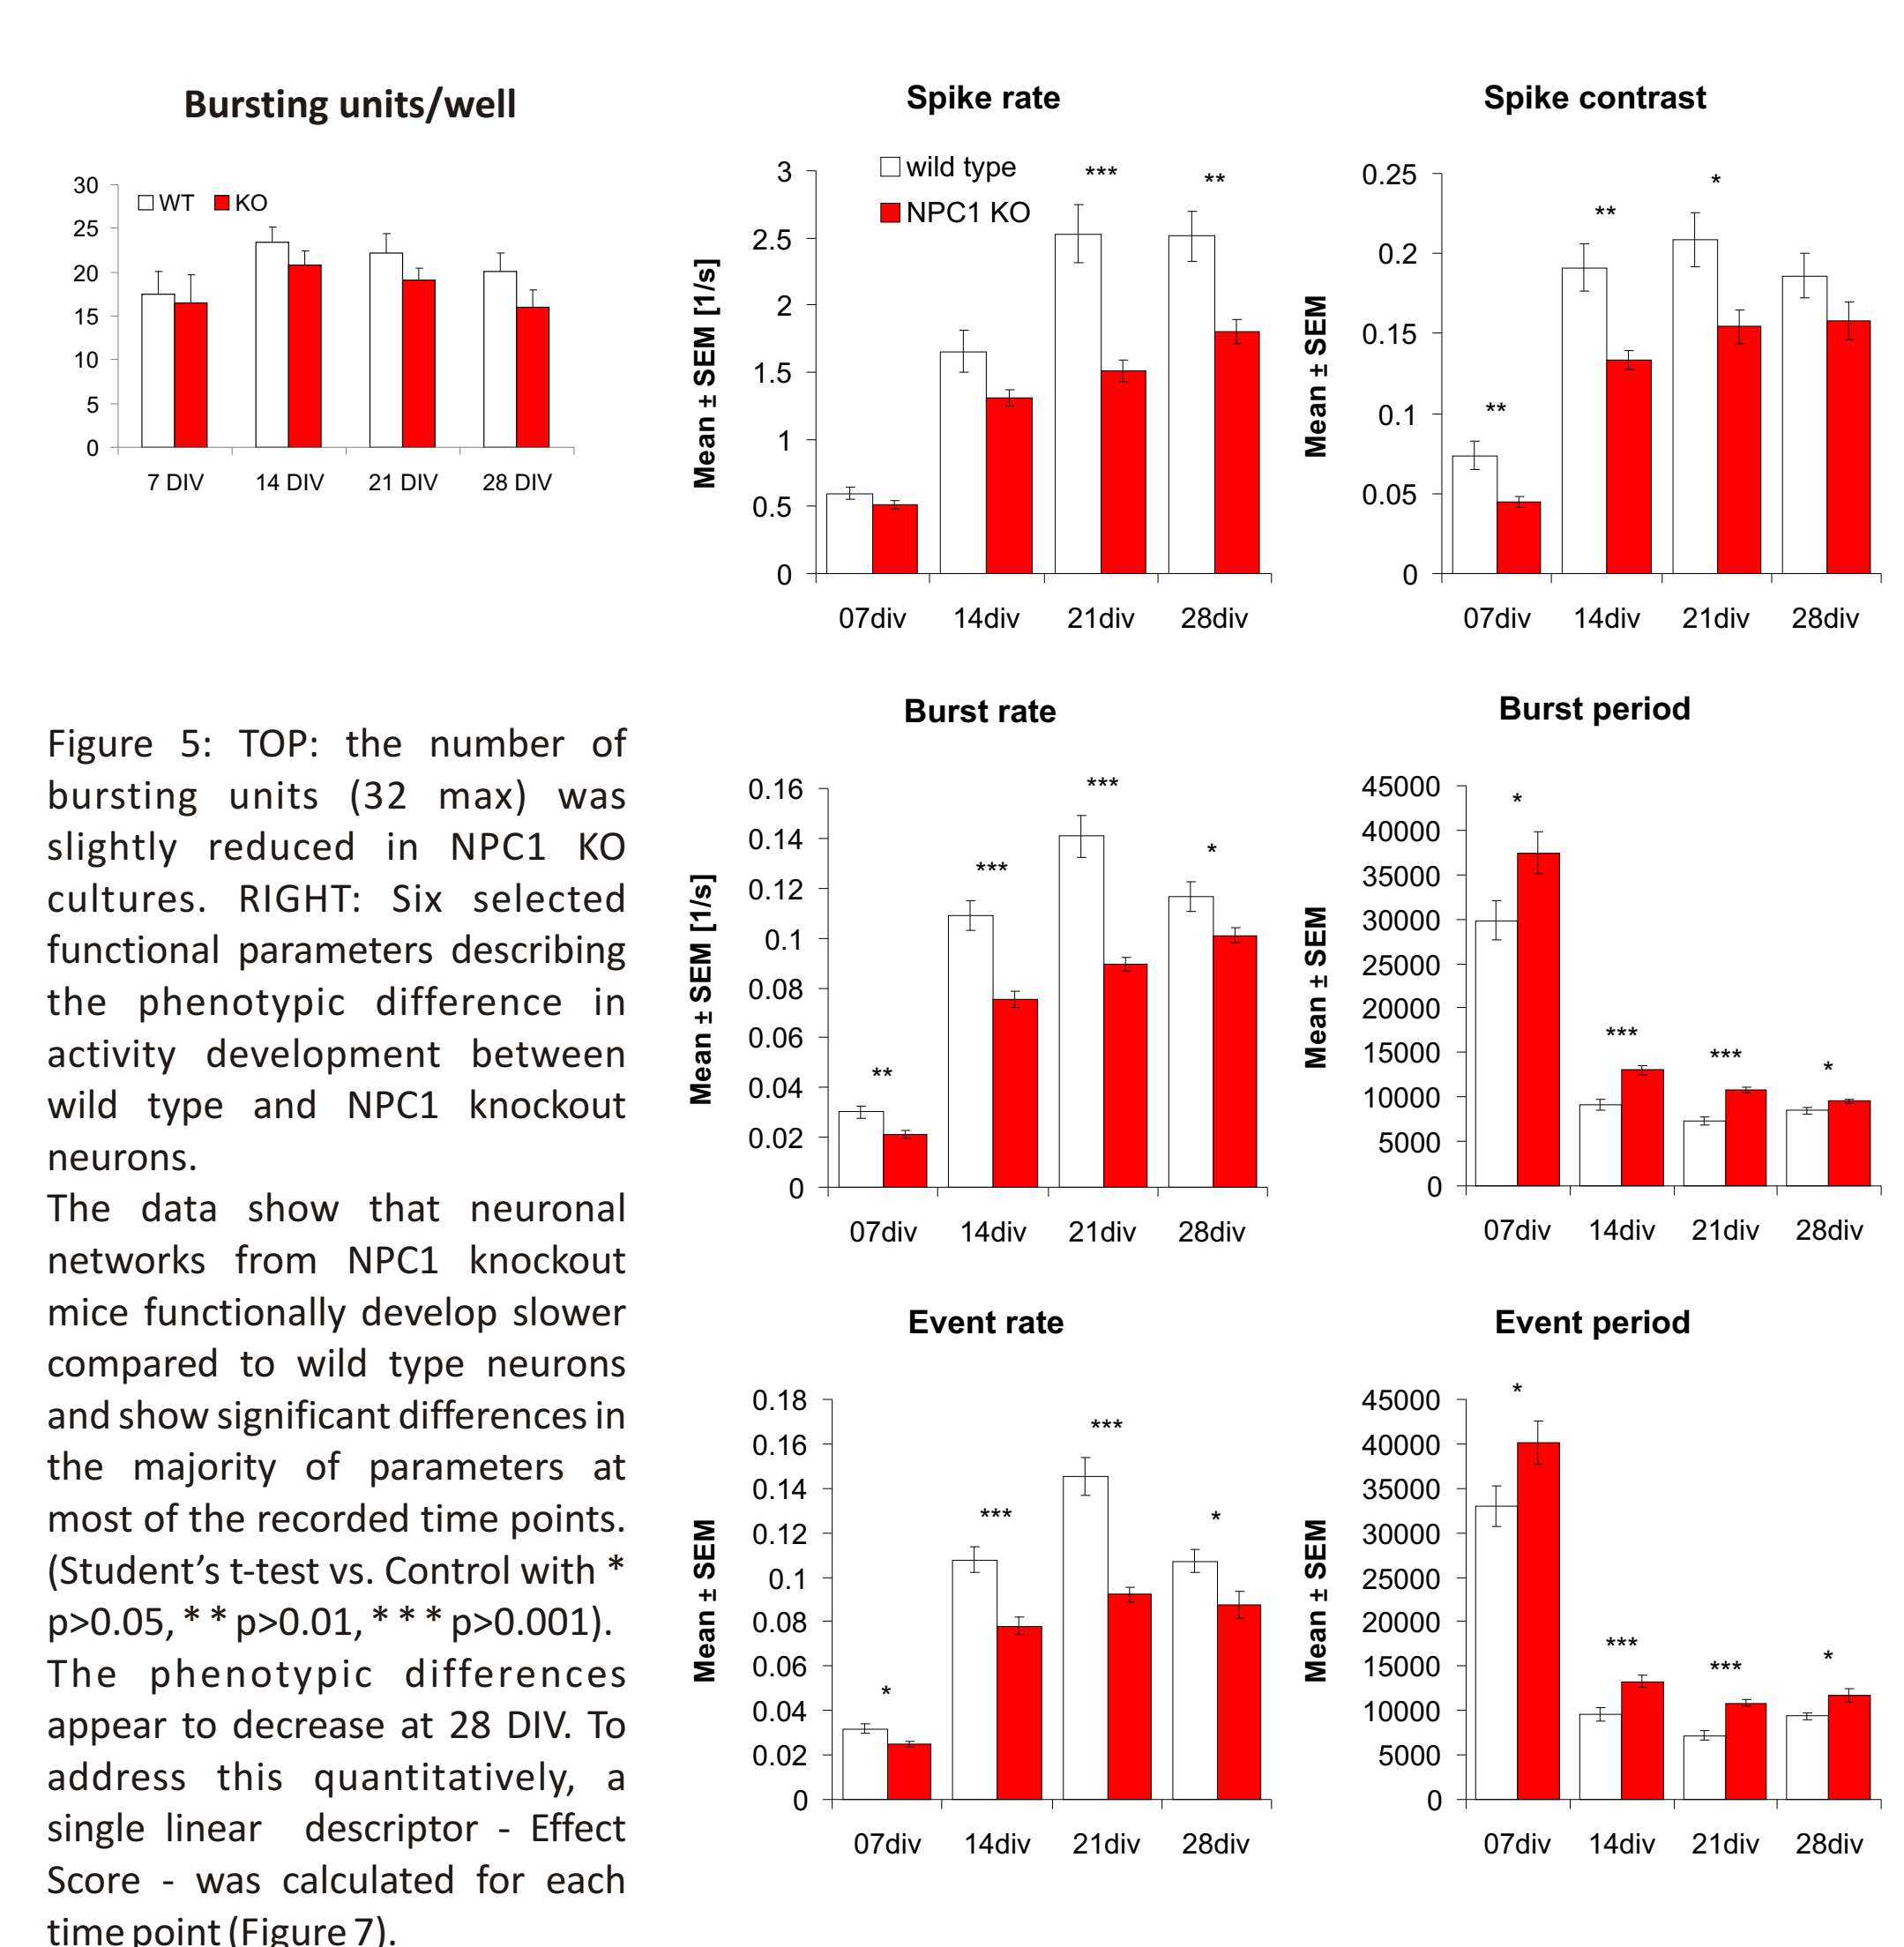 Bursting units/well
30
25
20
15
10
5
0
WT KO
7 DIV 14 DIV 21 DIV 28 DIV
Figure 5: TOP: the number of
bursting units (32 max) was
slightly reduced in NPC1 KO
cultures. RIGHT: Six selected
functional parameters describing
the phenotypic difference in
activity development between
wild type and NPC1 knockout
neurons.
The data show that neuronal
networks from NPC1 knockout
mice functionally develop slower
compared to wild type neurons
and show significant differences in
the majority of parameters at
most of the recorded time points.
(Student’s t-test vs. Control with *
p>0.05, * * p>0.01, * * * p>0.001).
The phenotypic differences
appear to decrease at 28 DIV. To
address this quantitatively, a
single linear descriptor - Effect
Score - was calculated for each
time point (Figure 7).
Spike rate
Mean ± SEM [1/s]
3
2.5
2
1.5
1
0.5
0
wild type
NPC1 KO
*** **
07div 14div 21div 28div
Spike contrast
Mean ± SEM
0.25
0.2
0.15
0.1
0.05
0
** ** *
07div 14div 21div 28div
Burst rate
Mean ± SEM [1/s]
0.16
0.14
0.12
0.1
0.08
0.06
0.04
0.02
0
** *** *** *
07div 14div 21div 28div
Burst period
Mean ± SEM
45000
40000
35000
30000
25000
20000
15000
10000
5000
0
* *** *** *
07div 14div 21div 28div
Event rate
Mean ± SEM
0.18
0.16
0.14
0.12
0.1
0.08
0.06
0.04
0.02
0
* *** *** *
07div 14div 21div 28div
Event period
Mean ± SEM
45000
40000
35000
30000
25000
20000
15000
10000
5000
0
* *** *** *
07div 14div 21div 28div